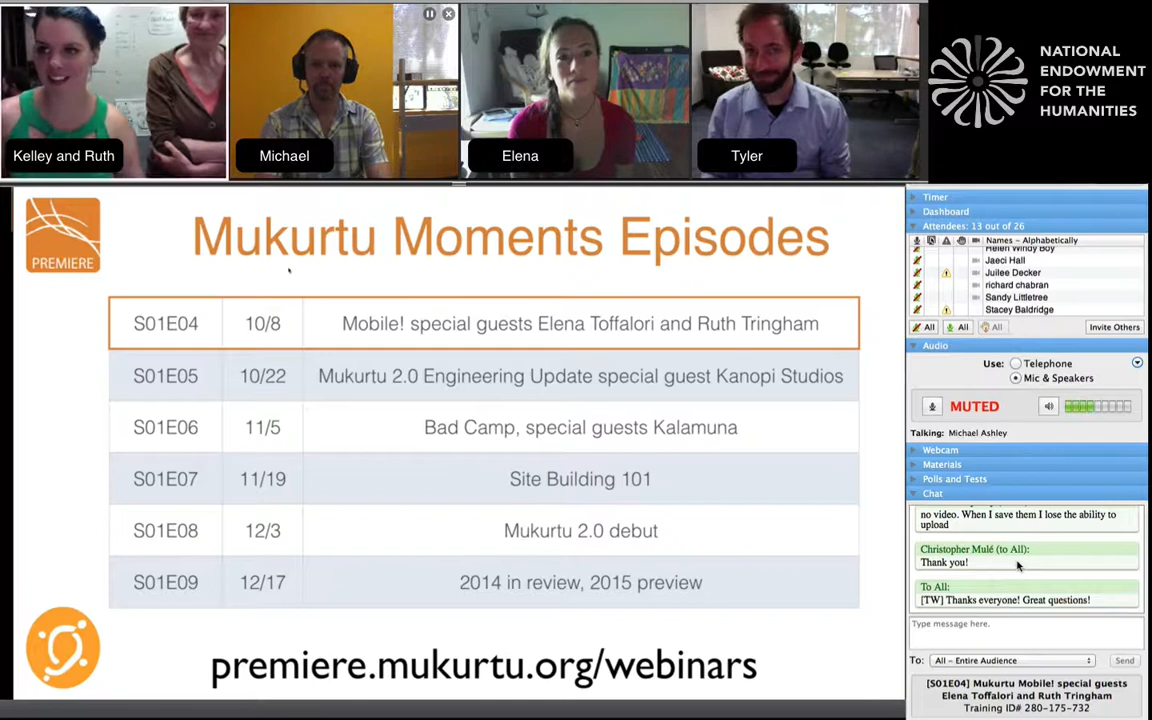 Kelley and Ruth
Michael
Elena
Tyler
NATIONAL
ENDOWMENT
FOR THE
HUMANITIES
PREMIERE
Mukurtu Moments Episodes
S01E04 10/8 Mobile! special guests Elena Toffalori and Ruth Tringham
S01E05 10/22 Mukurtu 2.0 Engineering Update special guest Kanopi Studios
S01E06 11/5 Bad Camp, special guests Kalamuna
S01E07 11/19 Site Building 101
S01E08 12/3 Mukurtu 2.0 debut
S01E09 12/17 2014 in review, 2015 preview
premiere.mukurtu.org/webinars
Timer
Dashboard
Attendees: 13 out of 26
Names - Alphabetically
Helen Windy Boy
Jaeci Hall
Juilee Decker
richard chabran
Sandy Littletree
Stacey Baldridge
All All All Invite Others
Audio
Use: Telephone
Mic & Speakers
MUTED
Talking: Michael Ashley
Webcam
Materials
Polls and Tests
Chat
no video. When I save them I lose the ability to
upload
Christopher Mulé (to All):
Thank you!
To All:
[TW] Thanks everyone! Great questions!
Type message here.
To: All - Entire Audience Send
[S01E04] Mukurtu Mobile! special guests
Elena Toffalori and Ruth Tringham
Training ID# 280-175-732